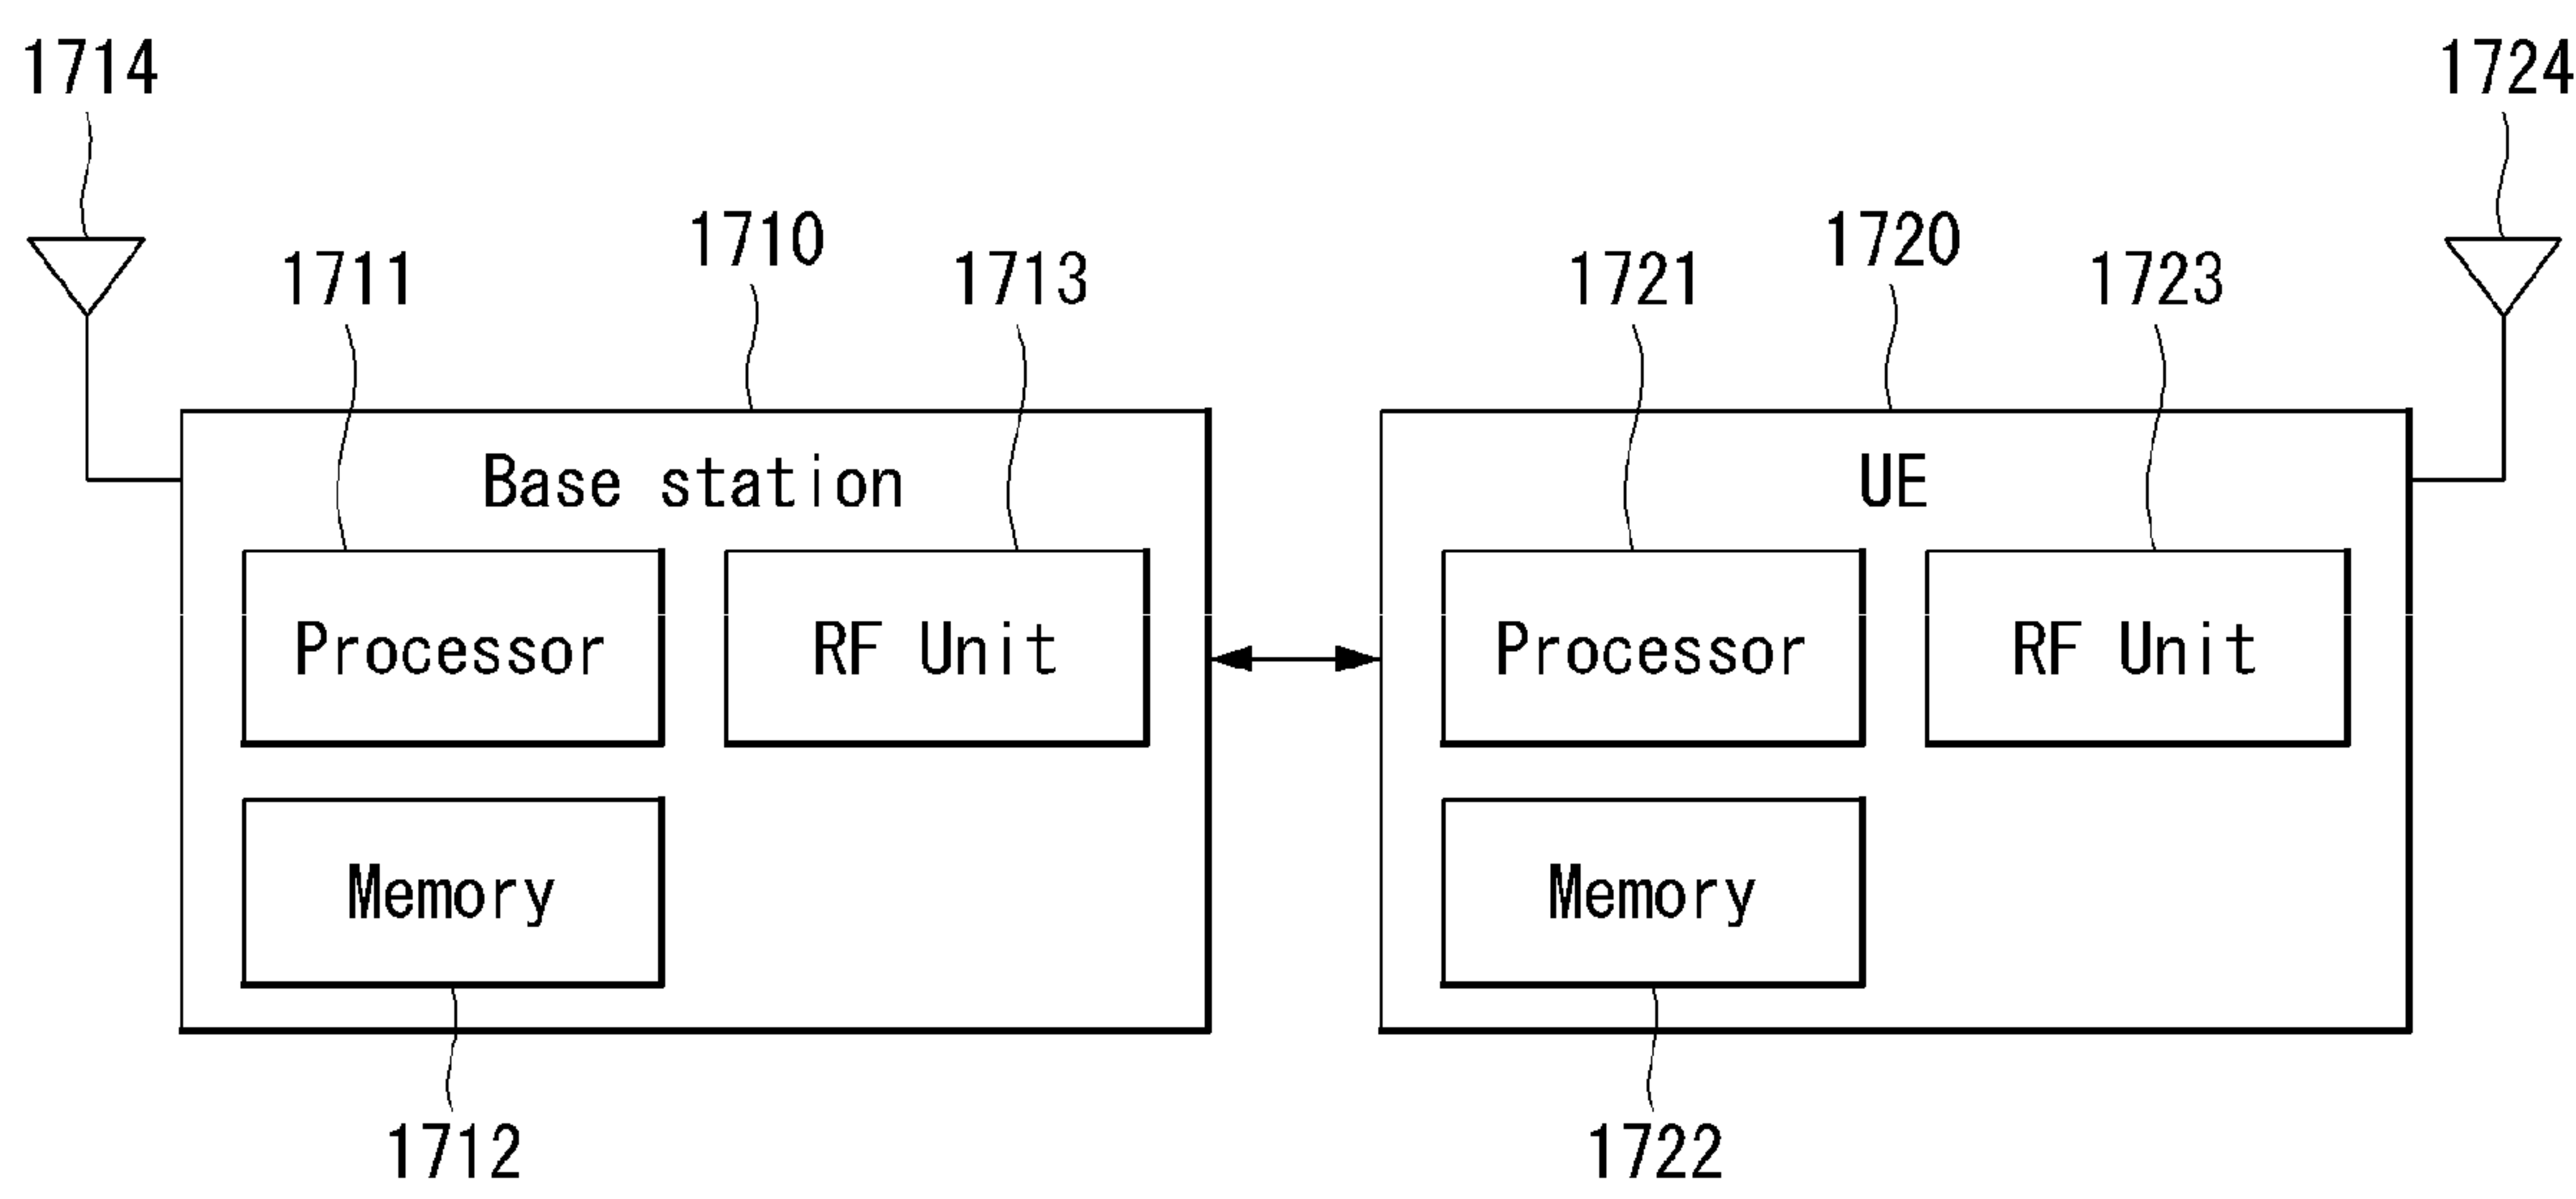 1714 1724
1710 1720
1711 1713 1721 1723
Base station UE
Processor RF Unit Processor RF Unit
Memory Memory
1712 1722